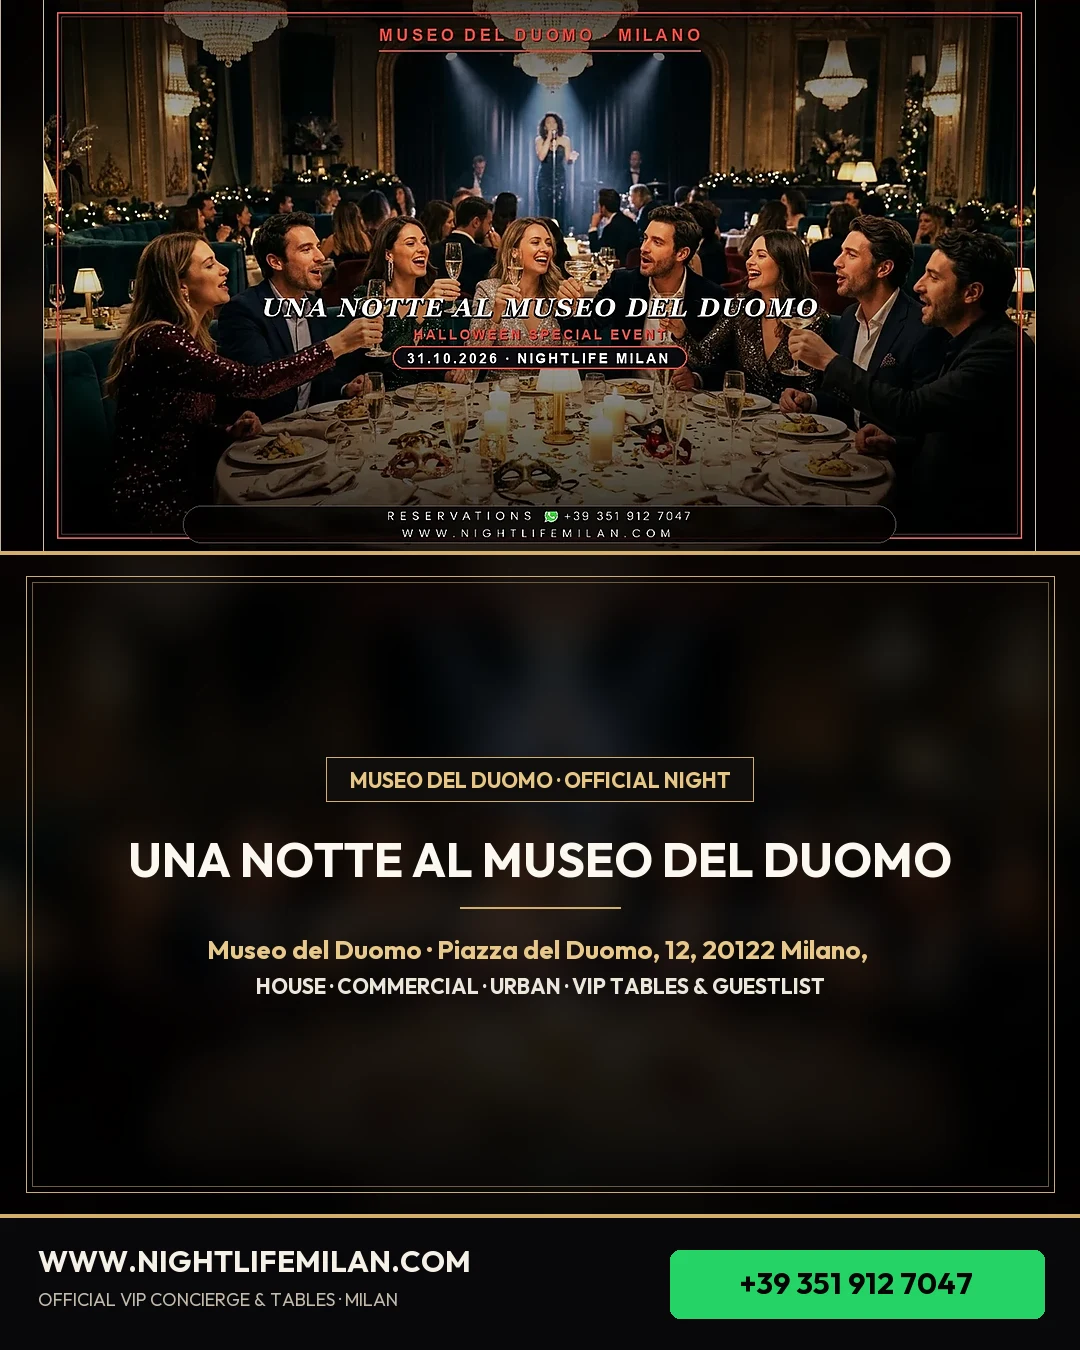 MUSEO DEL DUOMO · MILANO
UNA NOTTE AL MUSEO DEL DUOMO
HALLOWEEN SPECIAL EVENT
31.10.2026 · NIGHTLIFE MILAN
RESERVATIONS +39 351 912 7047
WWW.NIGHTLIFEMILAN.COM
MUSEO DEL DUOMO · OFFICIAL NIGHT
UNA NOTTE AL MUSEO DEL DUOMO
Museo del Duomo · Piazza del Duomo, 12, 20122 Milano,
HOUSE · COMMERCIAL · URBAN · VIP TABLES & GUESTLIST
WWW.NIGHTLIFEMILAN.COM
OFFICIAL VIP CONCIERGE & TABLES · MILAN
+39 351 912 7047